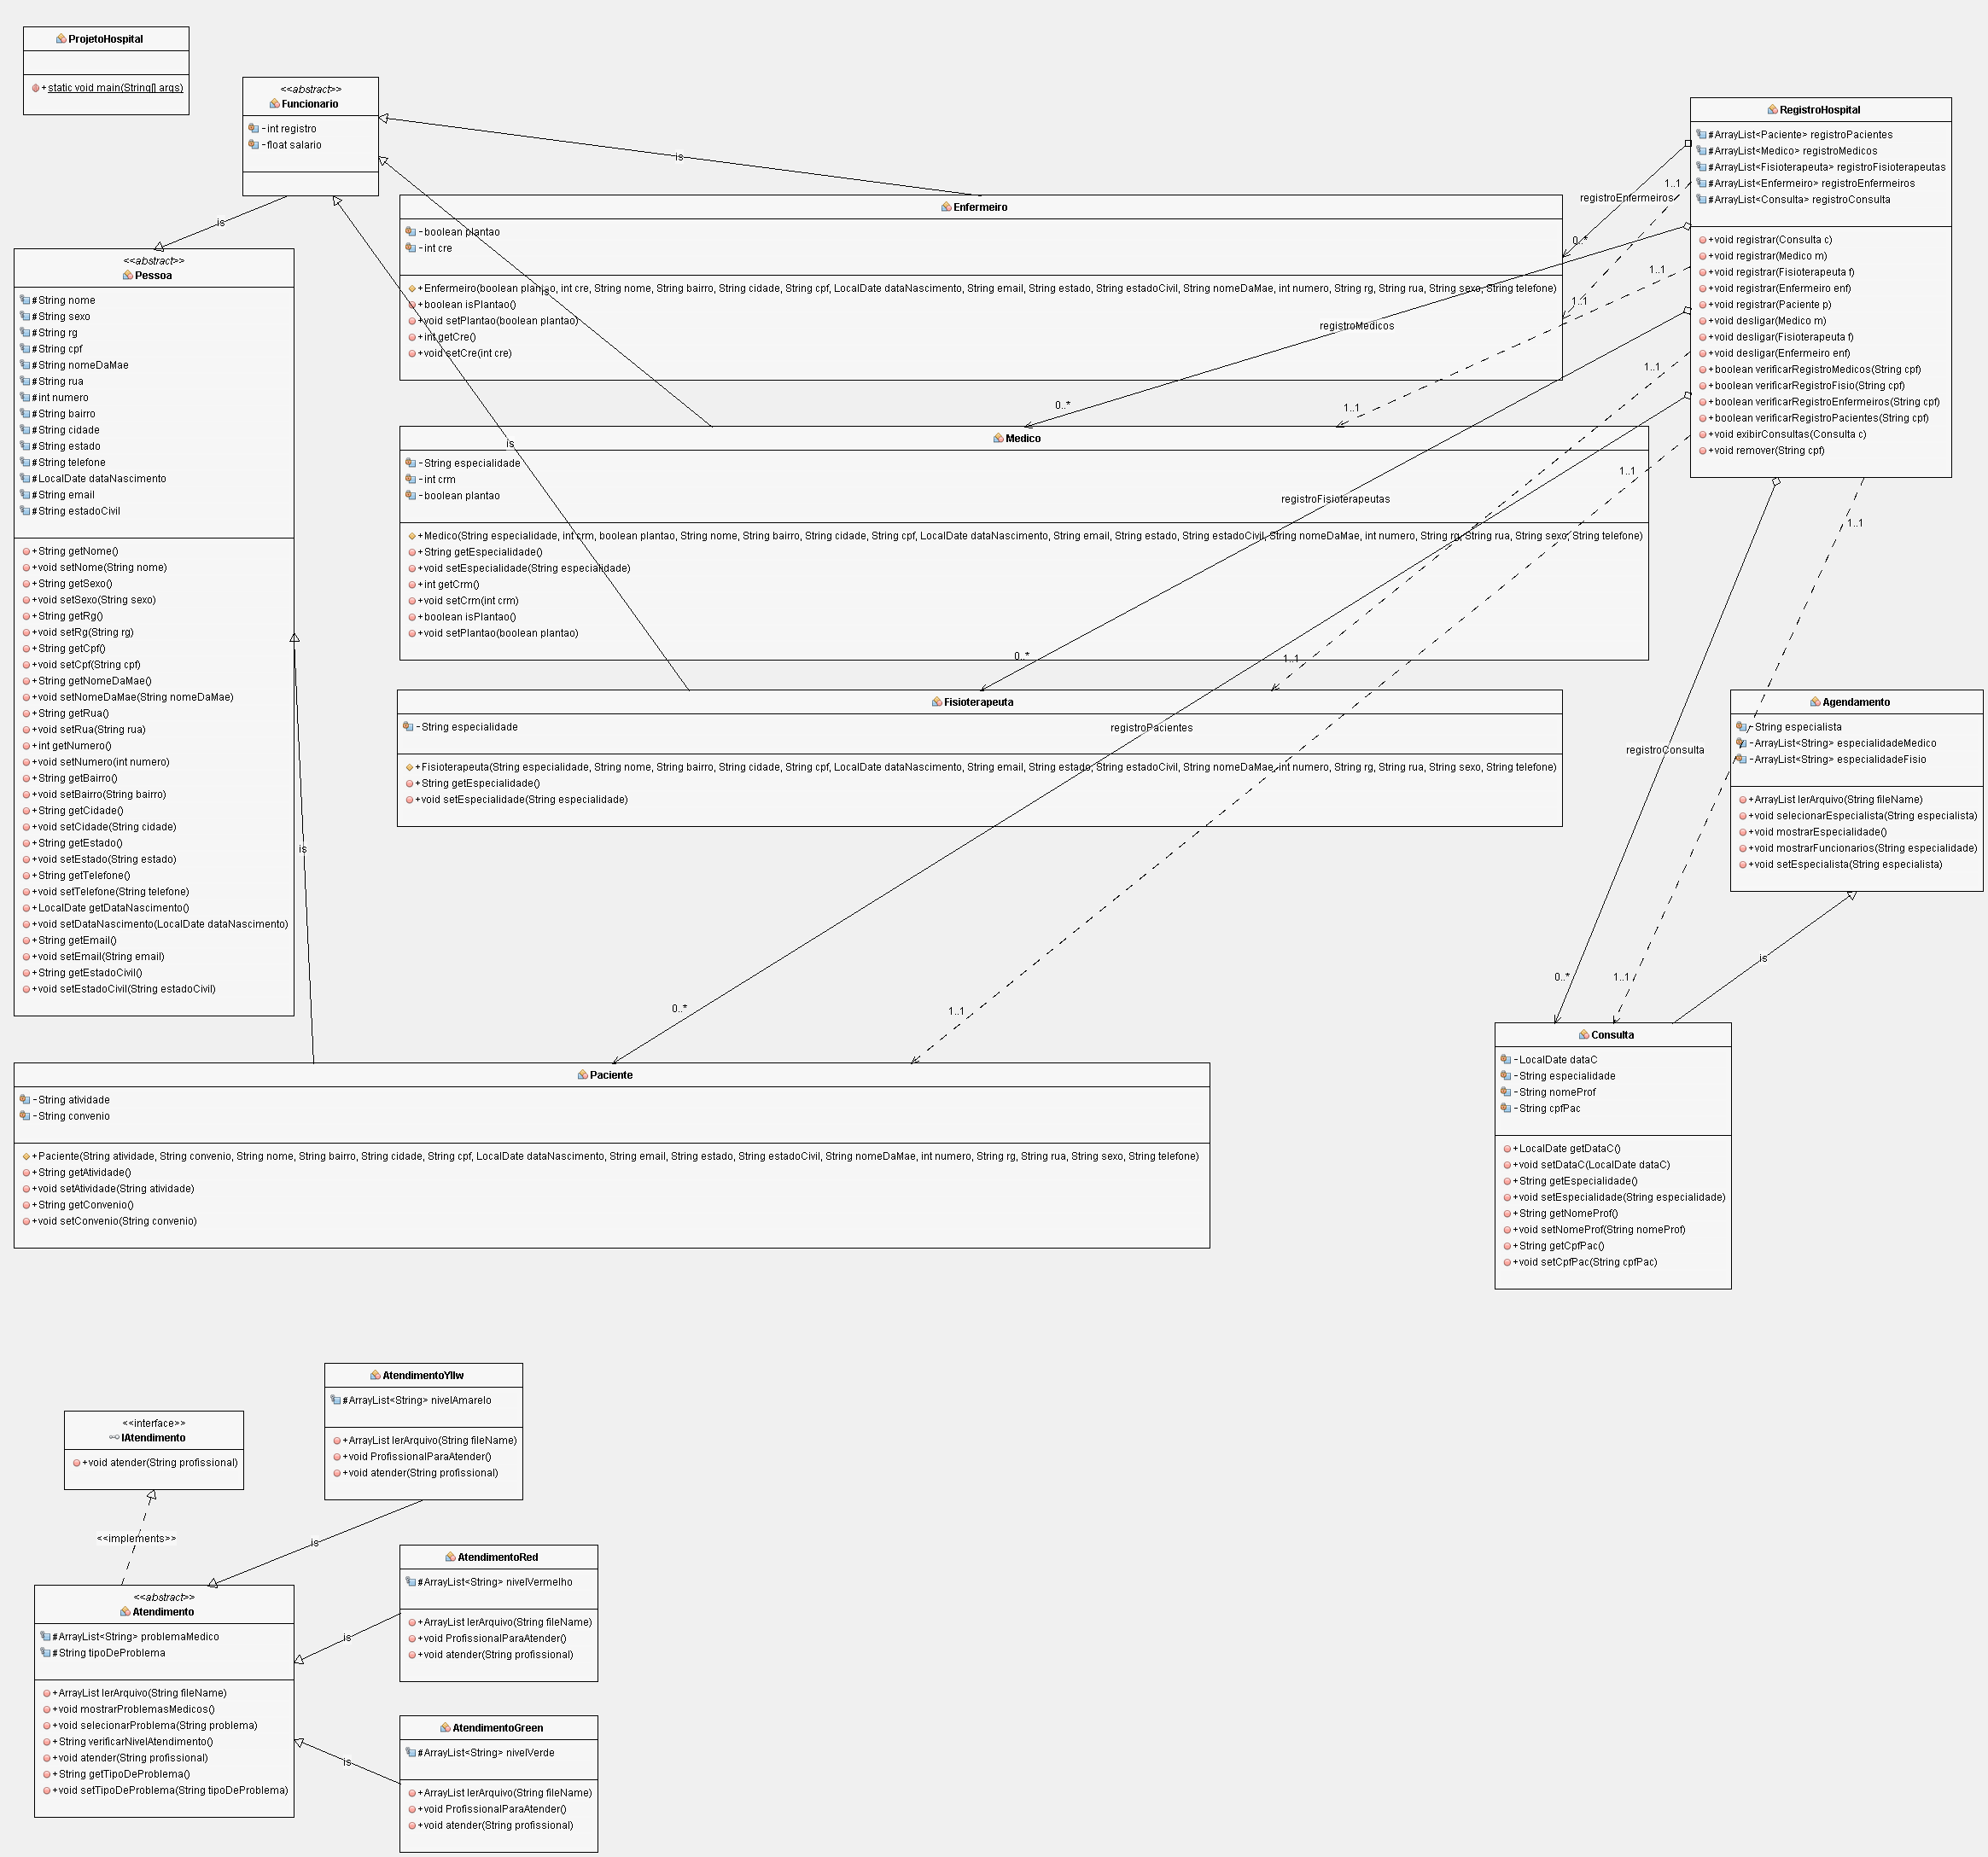 ProjetoHospital
+static void main(String[] args)
<<abstract>>
Funcionario
-int registro
-float salario
is
is
is
is
<<abstract>>
Pessoa
#String nome
#String sexo
#String rg
#String cpf
#String nomeDaMae
#String rua
#int numero
#String bairro
#String cidade
#String estado
#String telefone
#LocalDate dataNascimento
#String email
#String estadoCivil
+String getNome()
+void setNome(String nome)
+String getSexo()
+void setSexo(String sexo)
+String getRg()
+void setRg(String rg)
+String getCpf()
+void setCpf(String cpf)
+String getNomeDaMae()
+void setNomeDaMae(String nomeDaMae)
+String getRua()
+void setRua(String rua)
+int getNumero()
+void setNumero(int numero)
+String getBairro()
+void setBairro(String bairro)
+String getCidade()
+void setCidade(String cidade)
+String getEstado()
+void setEstado(String estado)
+String getTelefone()
+void setTelefone(String telefone)
+LocalDate getDataNascimento()
+void setDataNascimento(LocalDate dataNascimento)
+String getEmail()
+void setEmail(String email)
+String getEstadoCivil()
+void setEstadoCivil(String estadoCivil)
is
Enfermeiro
-boolean plantao
-int cre
+Enfermeiro(boolean plantao, int cre, String nome, String bairro, String cidade, String cpf, LocalDate dataNascimento, String email, String estado, String estadoCivil, String nomeDaMae, int numero, String rg, String rua, String sexo, String telefone)
+boolean isPlantao()
+void setPlantao(boolean plantao)
+int getCre()
+void setCre(int cre)
Medico
-String especialidade
-int crm
-boolean plantao
+Medico(String especialidade, int crm, boolean plantao, String nome, String bairro, String cidade, String cpf, LocalDate dataNascimento, String email, String estado, String estadoCivil, String nomeDaMae, int numero, String rg, String rua, String sexo, String telefone)
+String getEspecialidade()
+void setEspecialidade(String especialidade)
+int getCrm()
+void setCrm(int crm)
+boolean isPlantao()
+void setPlantao(boolean plantao)
Fisioterapeuta
-String especialidade
+Fisioterapeuta(String especialidade, String nome, String bairro, String cidade, String cpf, LocalDate dataNascimento, String email, String estado, String estadoCivil, String nomeDaMae, int numero, String rg, String rua, String sexo, String telefone)
+String getEspecialidade()
+void setEspecialidade(String especialidade)
RegistroHospital
#ArrayList<Paciente> registroPacientes
#ArrayList<Medico> registroMedicos
#ArrayList<Fisioterapeuta> registroFisioterapeutas
#ArrayList<Enfermeiro> registroEnfermeiros
#ArrayList<Consulta> registroConsulta
+void registrar(Consulta c)
+void registrar(Medico m)
+void registrar(Fisioterapeuta f)
+void registrar(Enfermeiro enf)
+void registrar(Paciente p)
+void desligar(Medico m)
+void desligar(Fisioterapeuta f)
+void desligar(Enfermeiro enf)
+boolean verificarRegistroMedicos(String cpf)
+boolean verificarRegistroFisio(String cpf)
+boolean verificarRegistroEnfermeiros(String cpf)
+boolean verificarRegistroPacientes(String cpf)
+void exibirConsultas(Consulta c)
+void remover(String cpf)
1..1
registroEnfermeiros
0..*
1..1
1..1
registroMedicos
1..1
0..*
1..1
1..1
registroFisioterapeutas
1..1
0..*
1..1
registroPacientes
registroConsulta
0..*
1..1
0..*
1..1
Agendamento
-String especialista
-ArrayList<String> especialidadeMedico
-ArrayList<String> especialidadeFisio
+ArrayList lerArquivo(String fileName)
+void selecionarEspecialista(String especialista)
+void mostrarEspecialidade()
+void mostrarFuncionarios(String especialidade)
+void setEspecialista(String especialista)
is
Consulta
-LocalDate dataC
-String especialidade
-String nomeProf
-String cpfPac
+LocalDate getDataC()
+void setDataC(LocalDate dataC)
+String getEspecialidade()
+void setEspecialidade(String especialidade)
+String getNomeProf()
+void setNomeProf(String nomeProf)
+String getCpfPac()
+void setCpfPac(String cpfPac)
Paciente
-String atividade
-String convenio
+Paciente(String atividade, String convenio, String nome, String bairro, String cidade, String cpf, LocalDate dataNascimento, String email, String estado, String estadoCivil, String nomeDaMae, int numero, String rg, String rua, String sexo, String telefone)
+String getAtividade()
+void setAtividade(String atividade)
+String getConvenio()
+void setConvenio(String convenio)
AtendimentoYllw
#ArrayList<String> nivelAmarelo
+ArrayList lerArquivo(String fileName)
+void ProfissionalParaAtender()
+void atender(String profissional)
<<interface>>
IAtendimento
+void atender(String profissional)
<<implements>>
is
AtendimentoRed
#ArrayList<String> nivelVermelho
+ArrayList lerArquivo(String fileName)
+void ProfissionalParaAtender()
+void atender(String profissional)
is
<<abstract>>
Atendimento
#ArrayList<String> problemaMedico
#String tipoDeProblema
+ArrayList lerArquivo(String fileName)
+void mostrarProblemasMedicos()
+void selecionarProblema(String problema)
+String verificarNivelAtendimento()
+void atender(String profissional)
+String getTipoDeProblema()
+void setTipoDeProblema(String tipoDeProblema)
is
AtendimentoGreen
#ArrayList<String> nivelVerde
+ArrayList lerArquivo(String fileName)
+void ProfissionalParaAtender()
+void atender(String profissional)